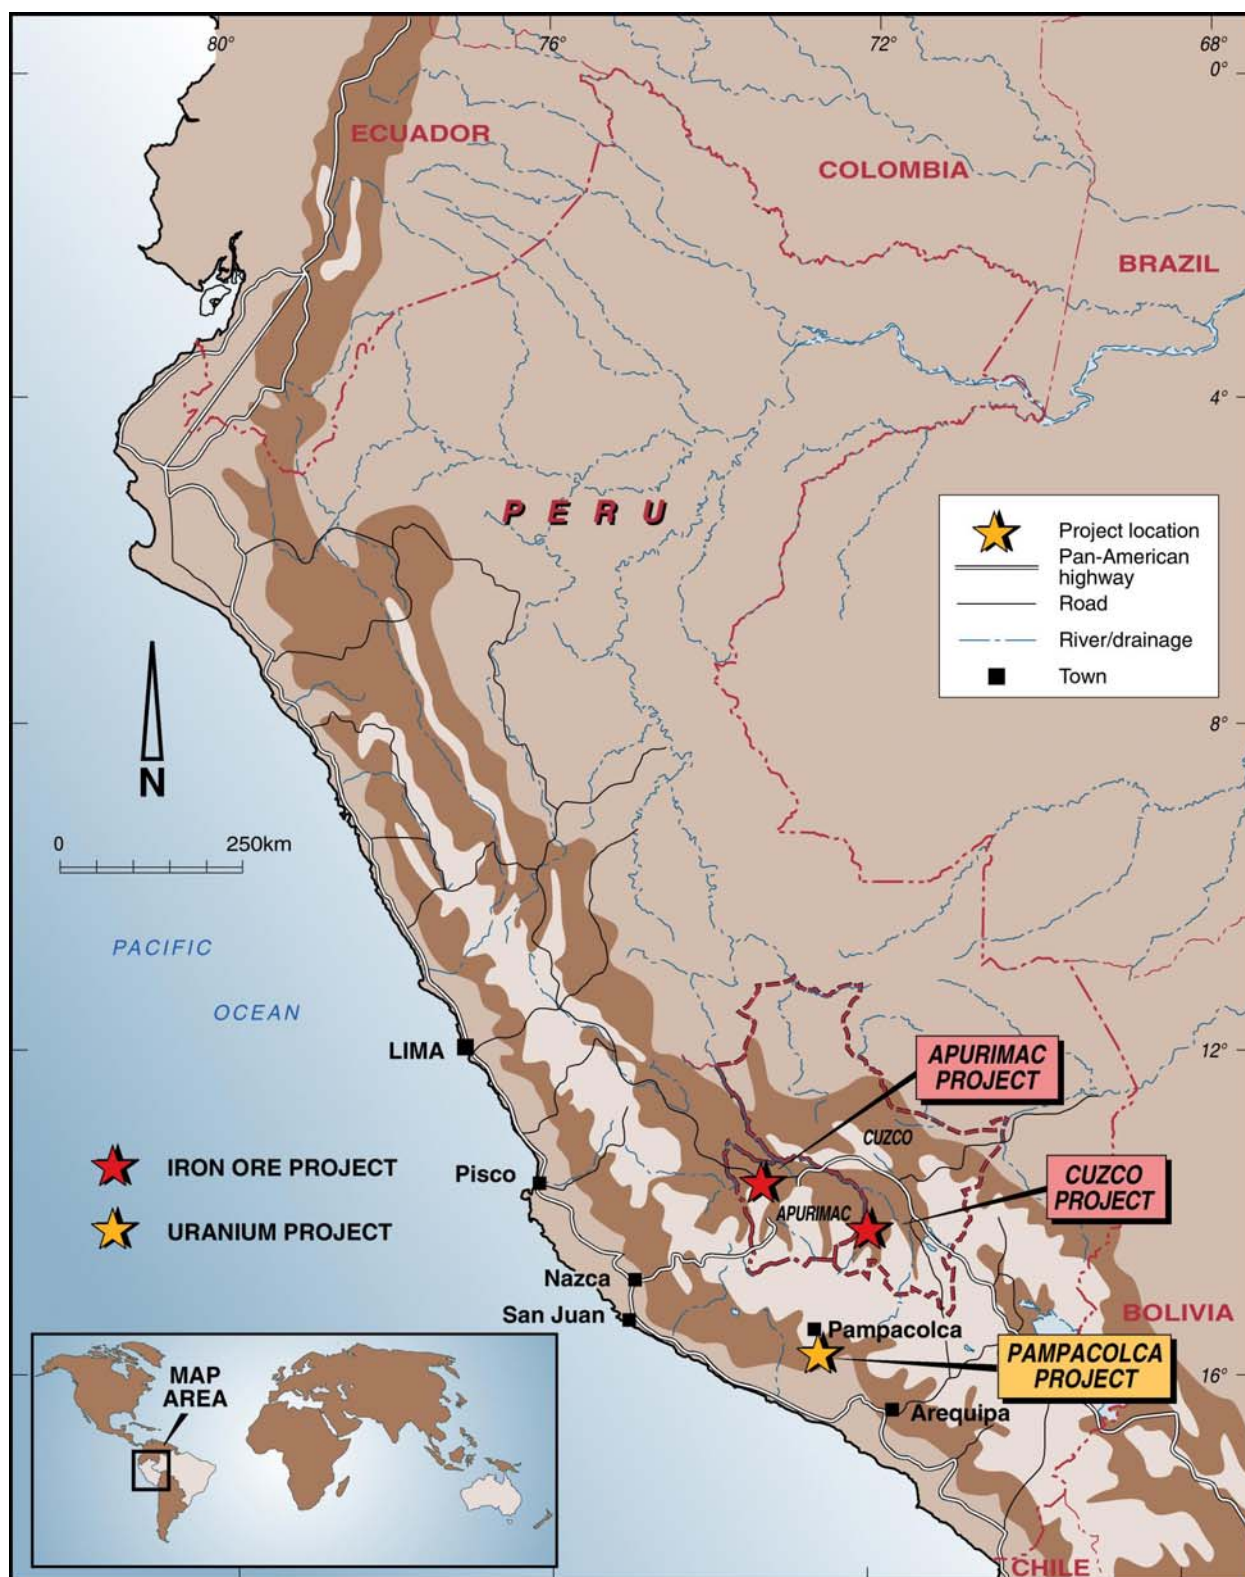 80°
76°
72°
68°
0°
ECUADOR
COLOMBIA
BRAZIL
4°
PERU
Project location
Pan-American
highway
Road
River/drainage
Town
8°
N
0
250km
PACIFIC
OCEAN
LIMA
12°
APURIMAC
PROJECT
CUZCO
CUZCO
PROJECT
IRON ORE PROJECT
Pisco
APURIMAC
URANIUM PROJECT
Nazca
San Juan
BOLIVIA
Pampacolca
PAMPACOLCA
PROJECT
16°
MAP
AREA
Arequipa
CHILE